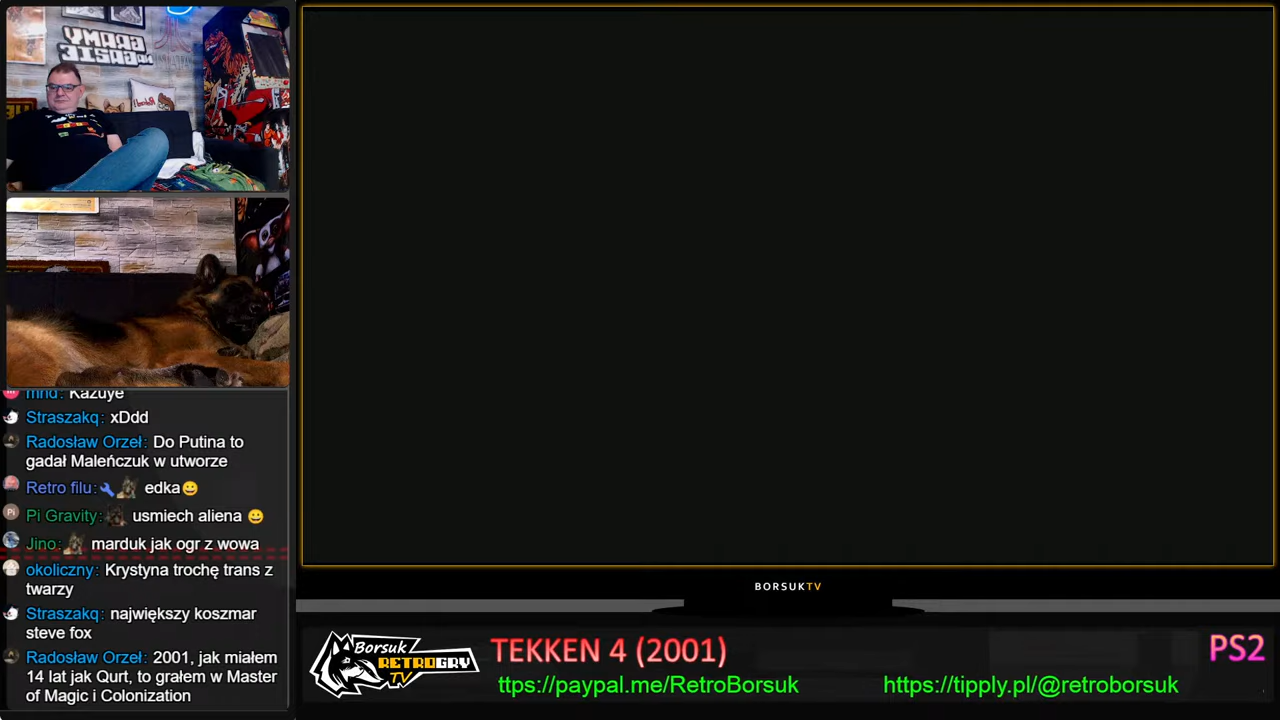 mnd: Kazuye
Straszakq: xDdd
Radosław Orzeł: Do Putina to
gadał Maleńczuk w utworze
Retro filu: edka😀
Pi Gravity: usmiech aliena 😀
Jino: marduk jak ogr z wowa
okoliczny: Krystyna trochę trans z
twarzy
Straszakq: największy koszmar
steve fox
Radosław Orzeł: 2001, jak miałem
14 lat jak Qurt, to grałem w Master
of Magic i Colonization
BORSUKTV
Borsuk
RETROGRY
TV
TEKKEN 4 (2001)
PS2
ttps://paypal.me/RetroBorsuk
https://tipply.pl/@retroborsuk